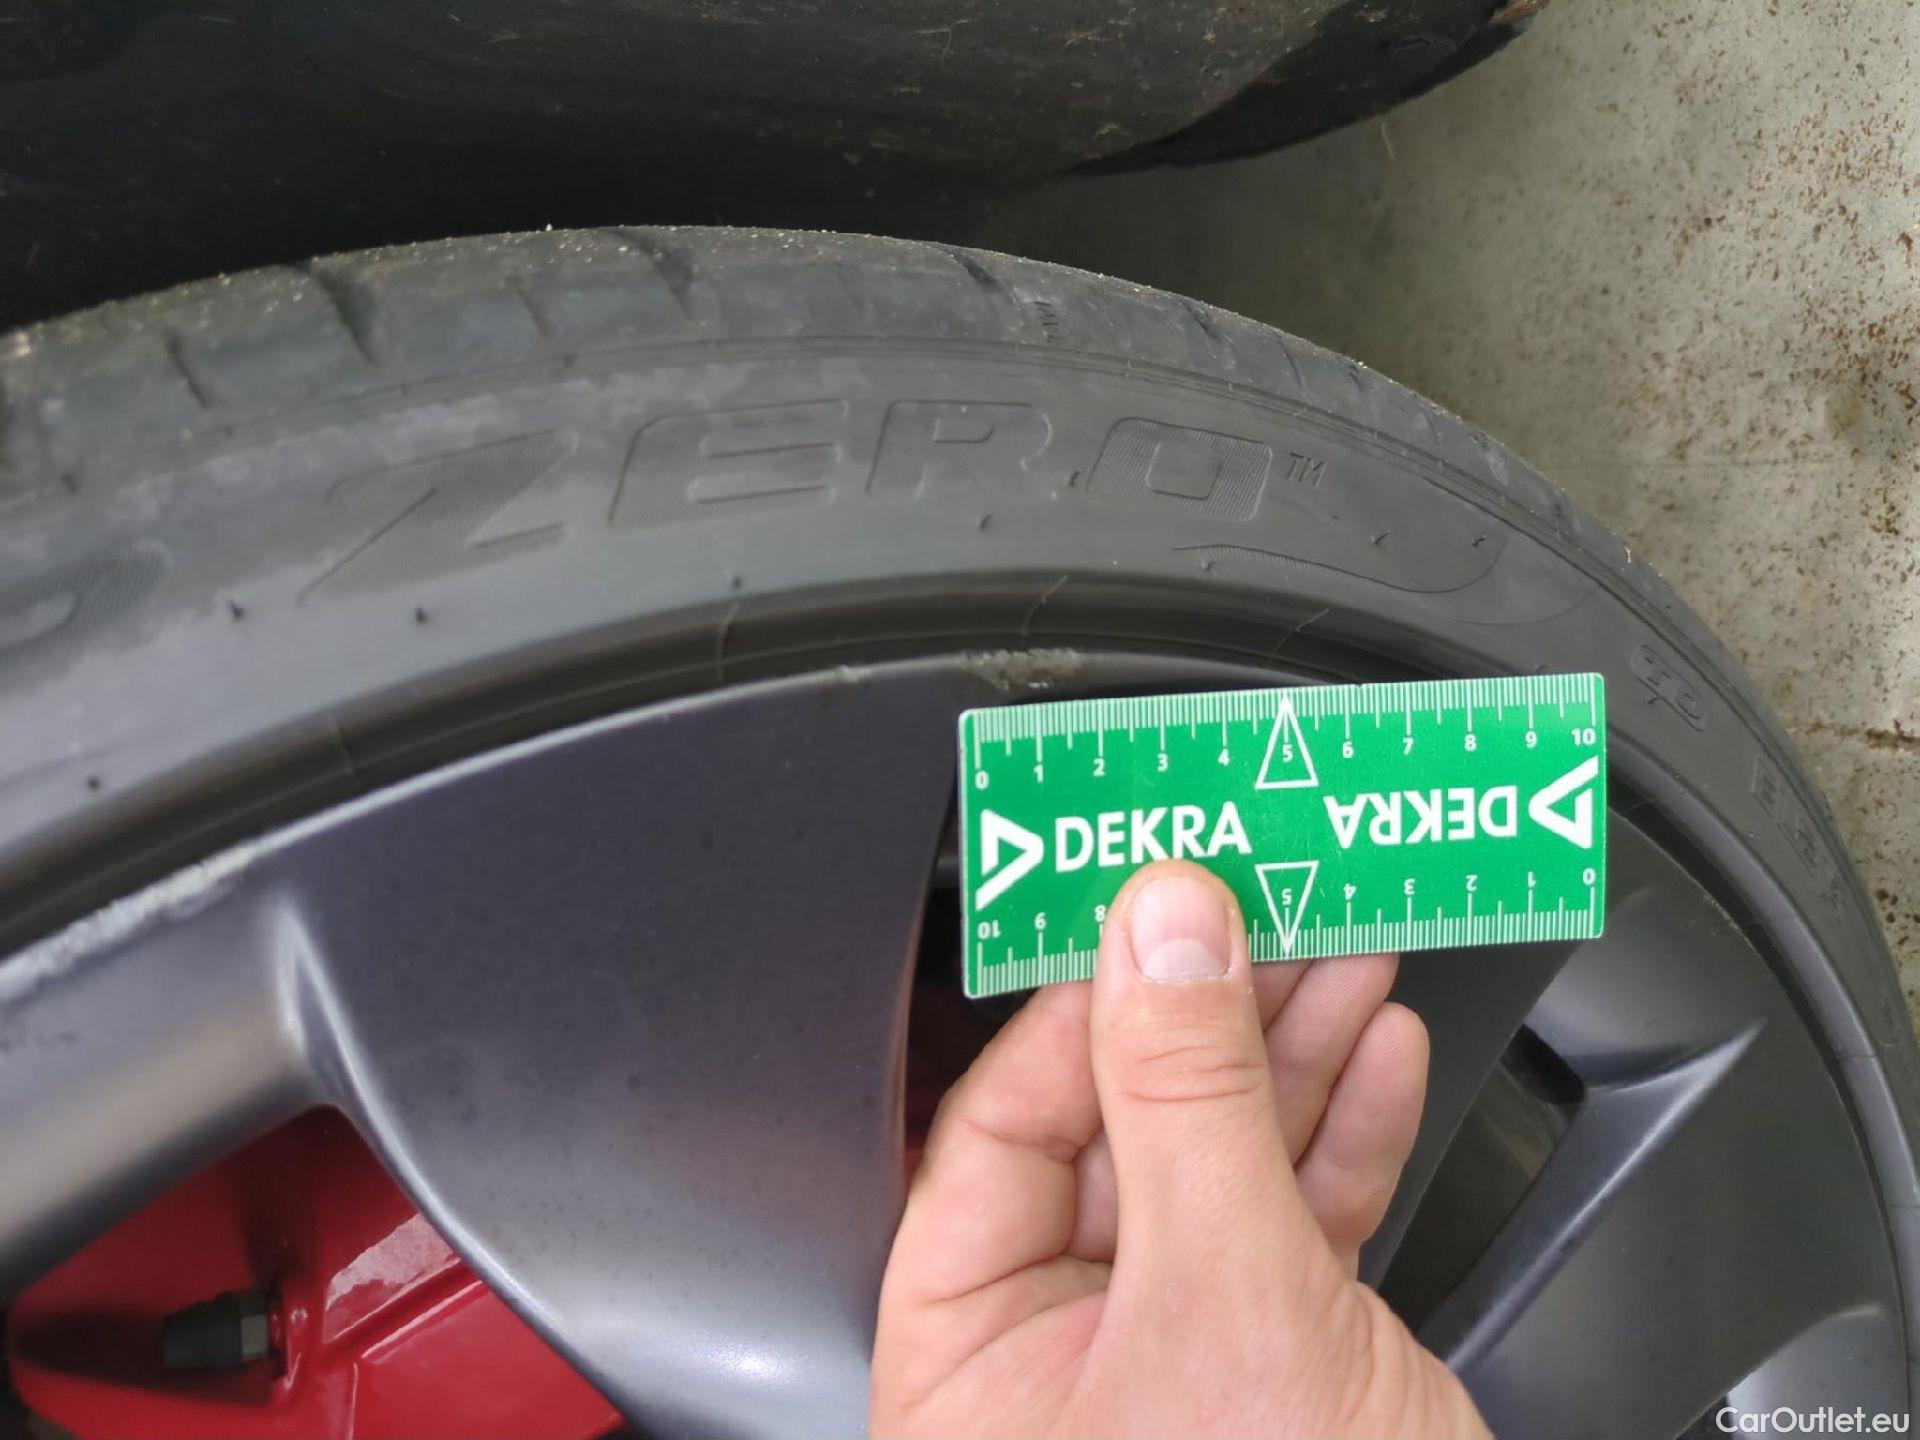 ZERO™
TWI
0 1 2 3 4 5 6 7 8 9 10
DEKRA
DEKRA
10 9 8 5 4 3 2 1 0
CarOutlet.eu